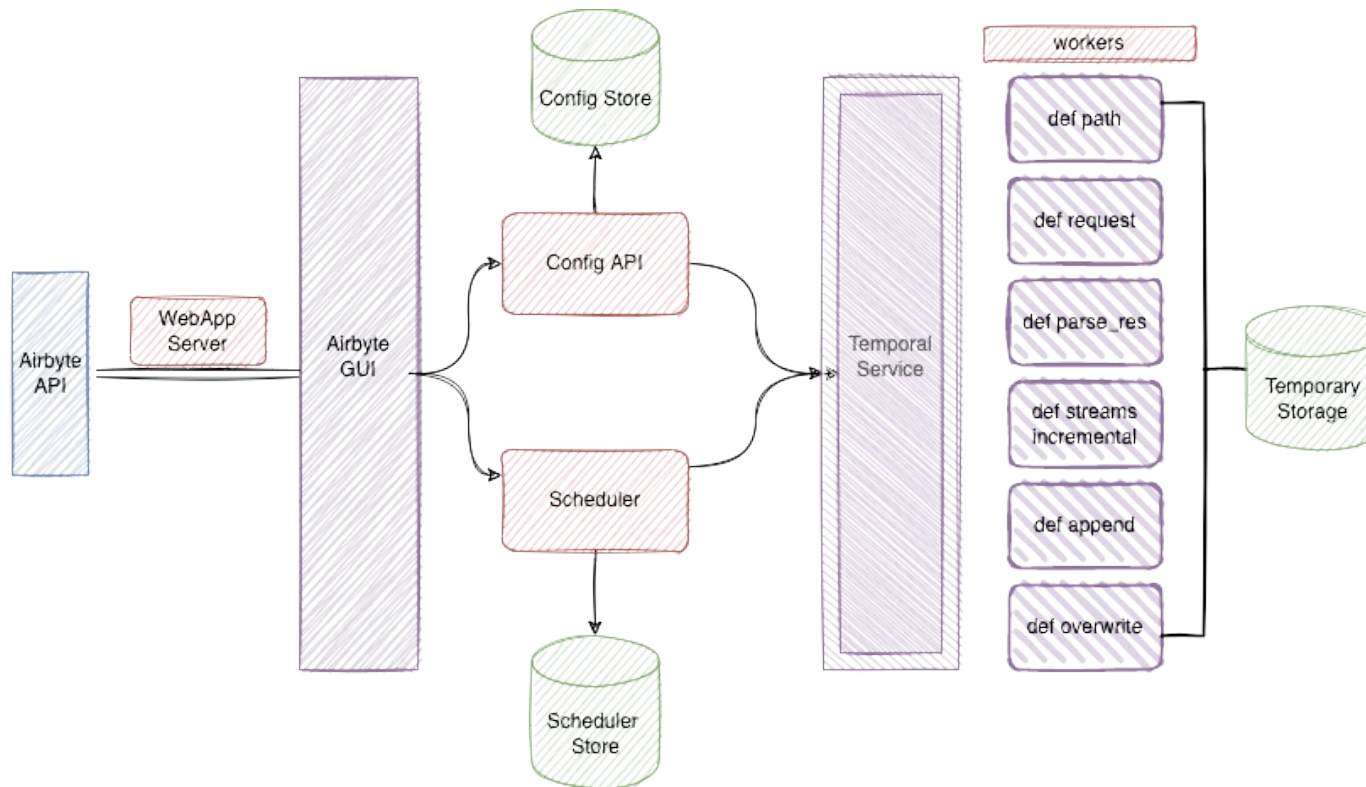 Airbyte
API
WebApp
Server
Airbyte
GUI
Config Store
Config API
Scheduler
Scheduler
Store
Temporal
Service
workers
def path
def request
def parse_res
def streams
incremental
def append
def overwrite
Temporary
Storage